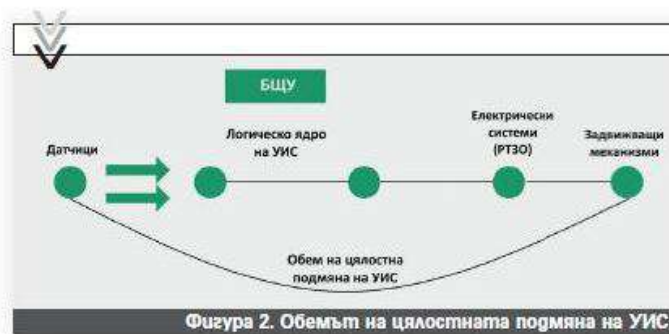 БЩУ
Датчици
Логическо ядро
на УИС
Електрически
системи
(РТЗО)
Задвижващи
механизми
Обем на цялостна
подмяна на УИС
Фигура 2. Обемът на цялостната подмяна на УИС